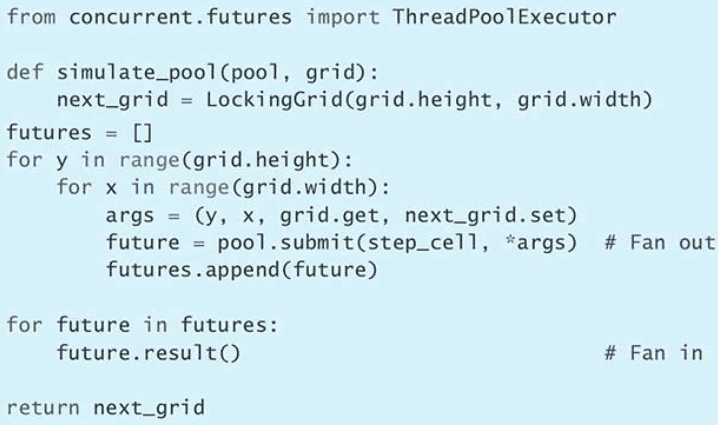 from concurrent.futures import ThreadPoolExecutor

def simulate_pool(pool, grid):
    next_grid = LockingGrid(grid.height, grid.width)
futures = []
for y in range(grid.height):
    for x in range(grid.width):
        args = (y, x, grid.get, next_grid.set)
        future = pool.submit(step_cell, *args)  # Fan out
        futures.append(future)

for future in futures:
    future.result()                             # Fan in

return next_grid